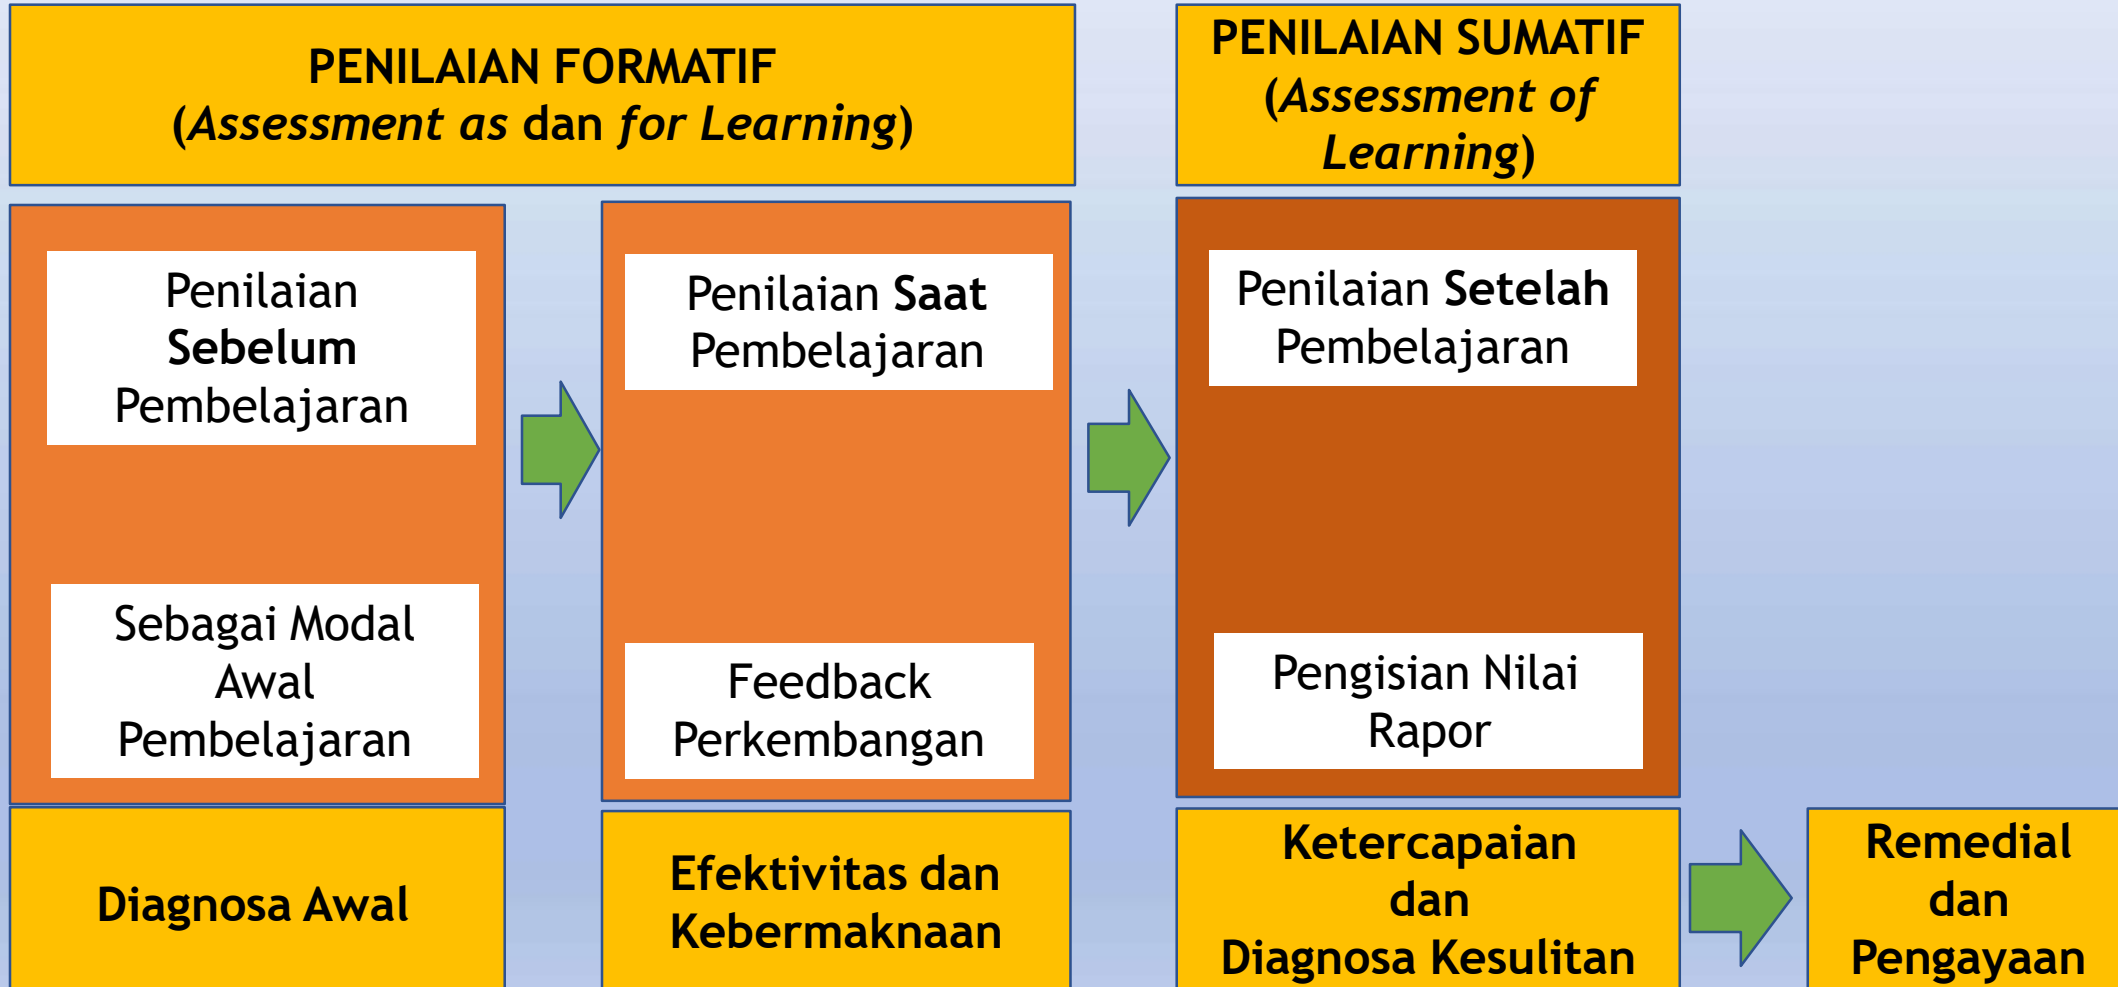 PENILAIAN FORMATIF
(Assessment as dan for Learning)
PENILAIAN SUMATIF
(Assessment of
Learning)
Penilaian
Sebelum
Pembelajaran
Sebagai Modal
Awal
Pembelajaran
Diagnosa Awal
Penilaian Saat
Pembelajaran
Feedback
Perkembangan
Efektivitas dan
Kebermaknaan
Penilaian Setelah
Pembelajaran
Pengisian Nilai
Rapor
Ketercapaian
dan
Diagnosa Kesulitan
Remedial
dan
Pengayaan